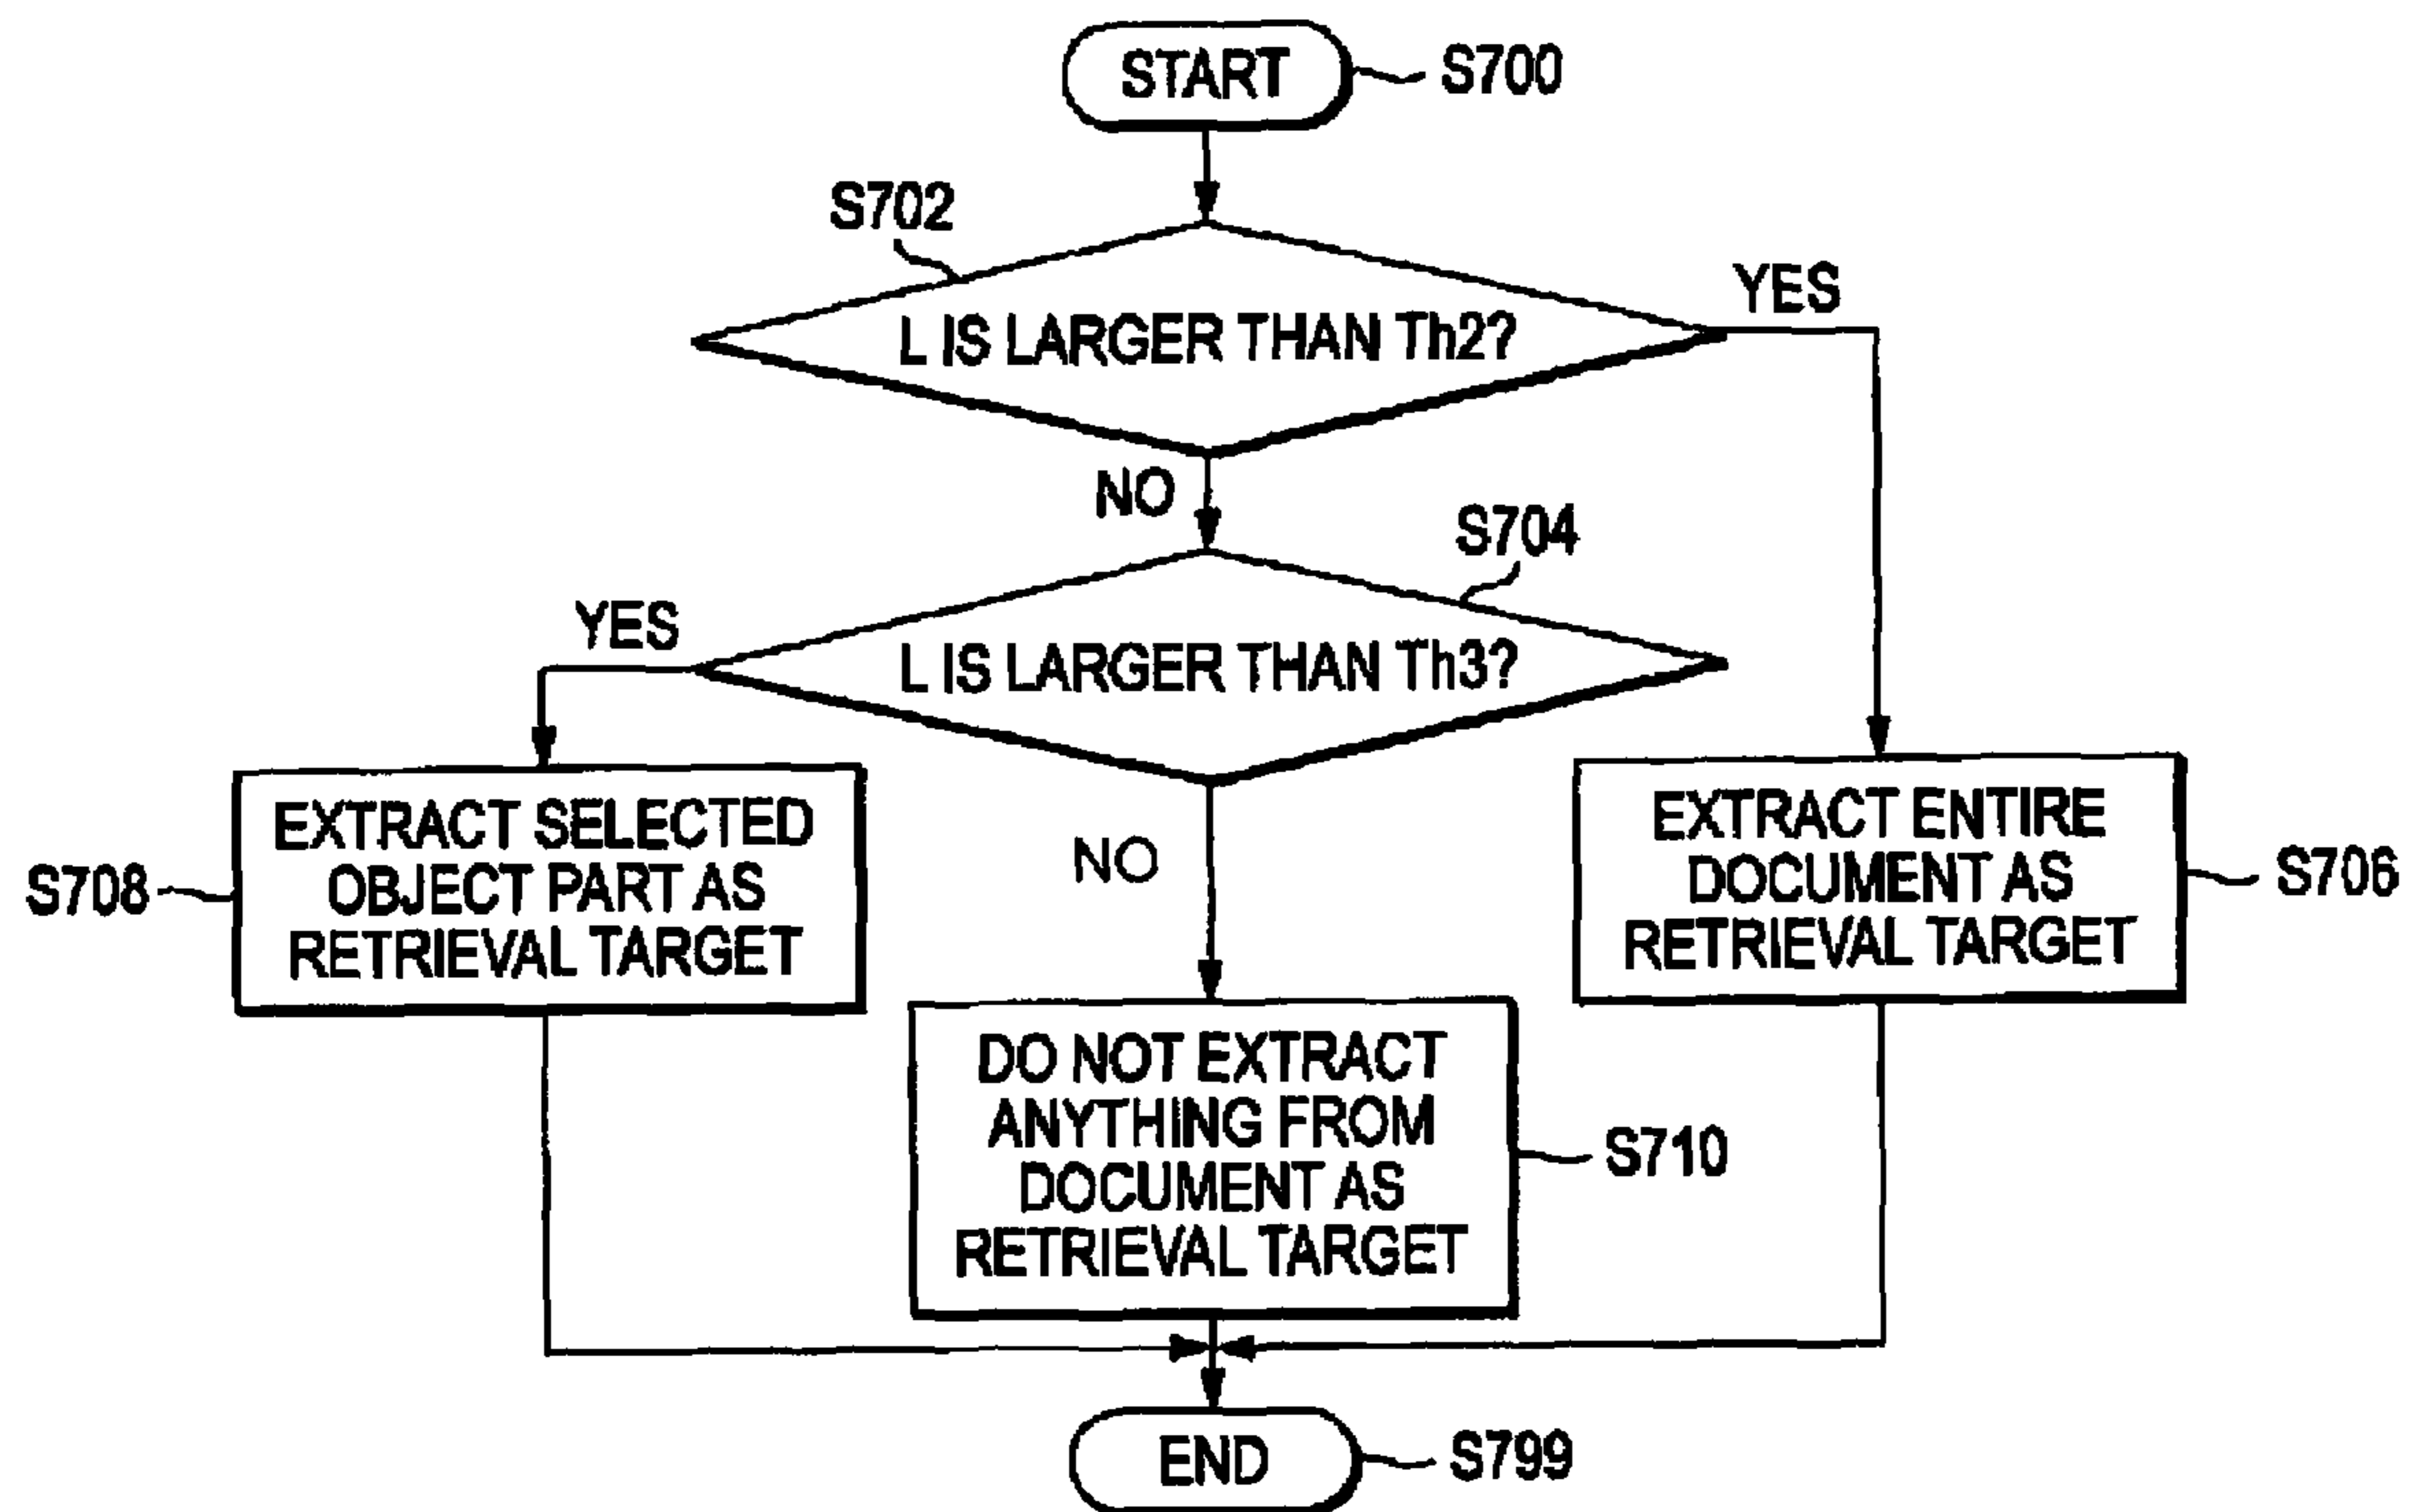 START
S700
S702
L IS LARGER THAN Th2?
YES
NO
S704
L IS LARGER THAN Th3?
YES
NO
EXTRACT SELECTED
OBJECT PART AS
RETRIEVAL TARGET
S708
EXTRACT ENTIRE
DOCUMENT AS
RETRIEVAL TARGET
S706
DO NOT EXTRACT
ANYTHING FROM
DOCUMENT AS
RETRIEVAL TARGET
S710
END
S799